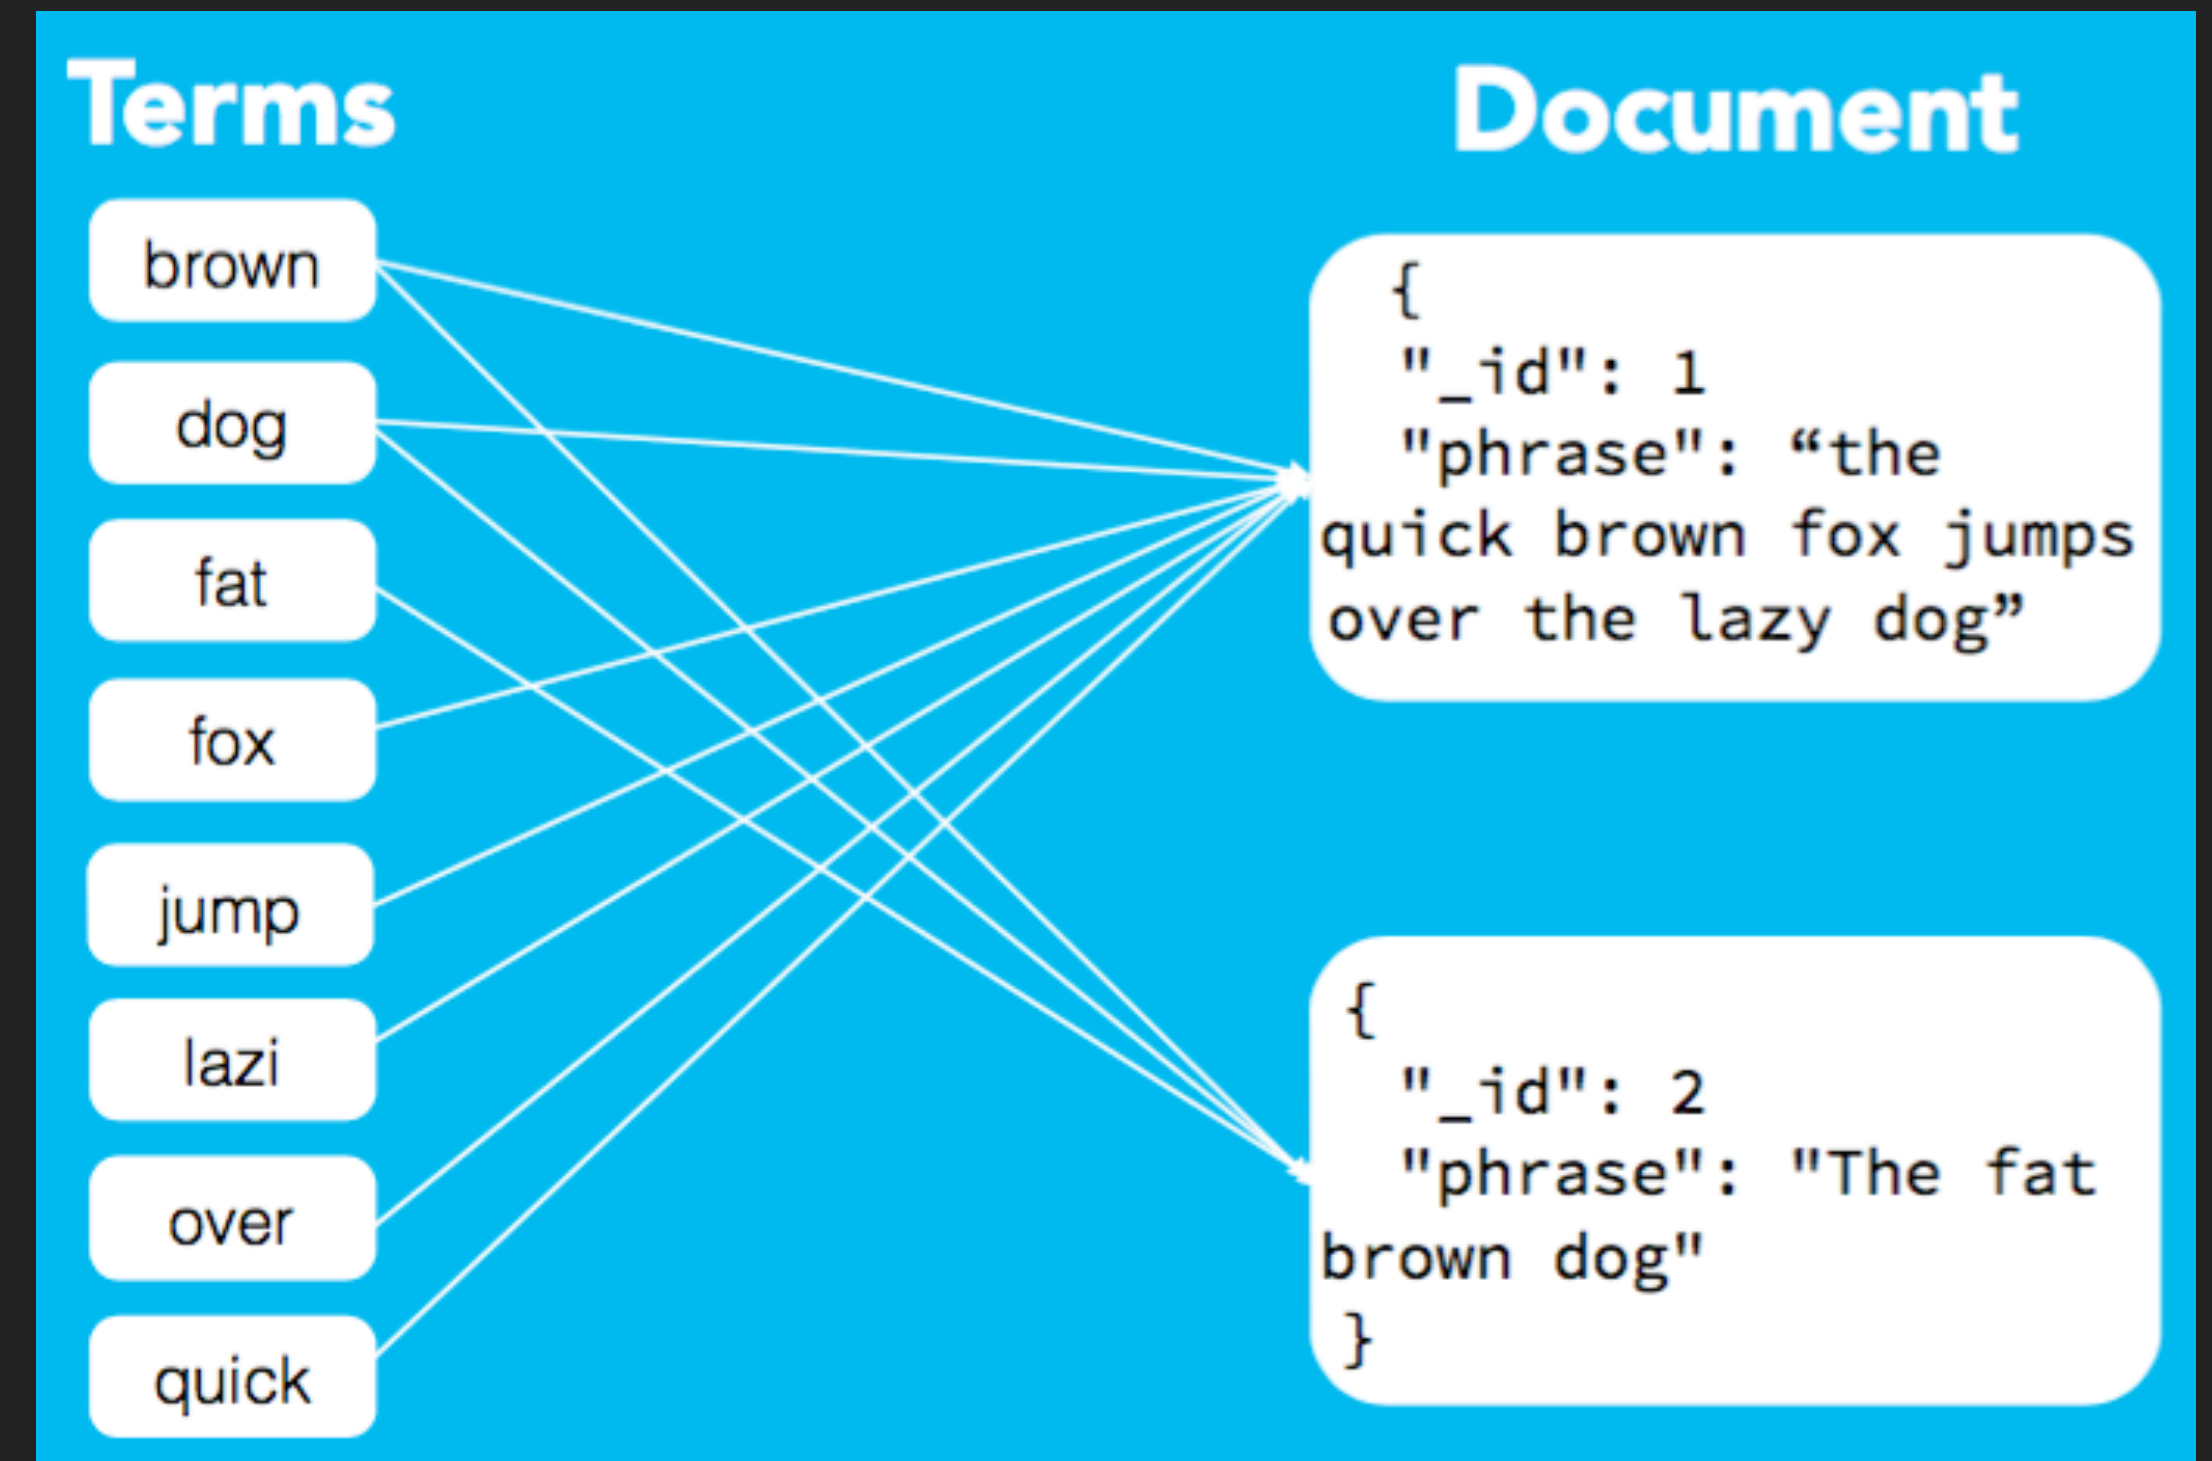 Terms
brown
dog
fat
fox
jump
lazi
over
quick
Document
{
"_id": 1
"phrase": “the
quick brown fox jumps
over the lazy dog”
{
"_id": 2
"phrase": "The fat
brown dog"
}